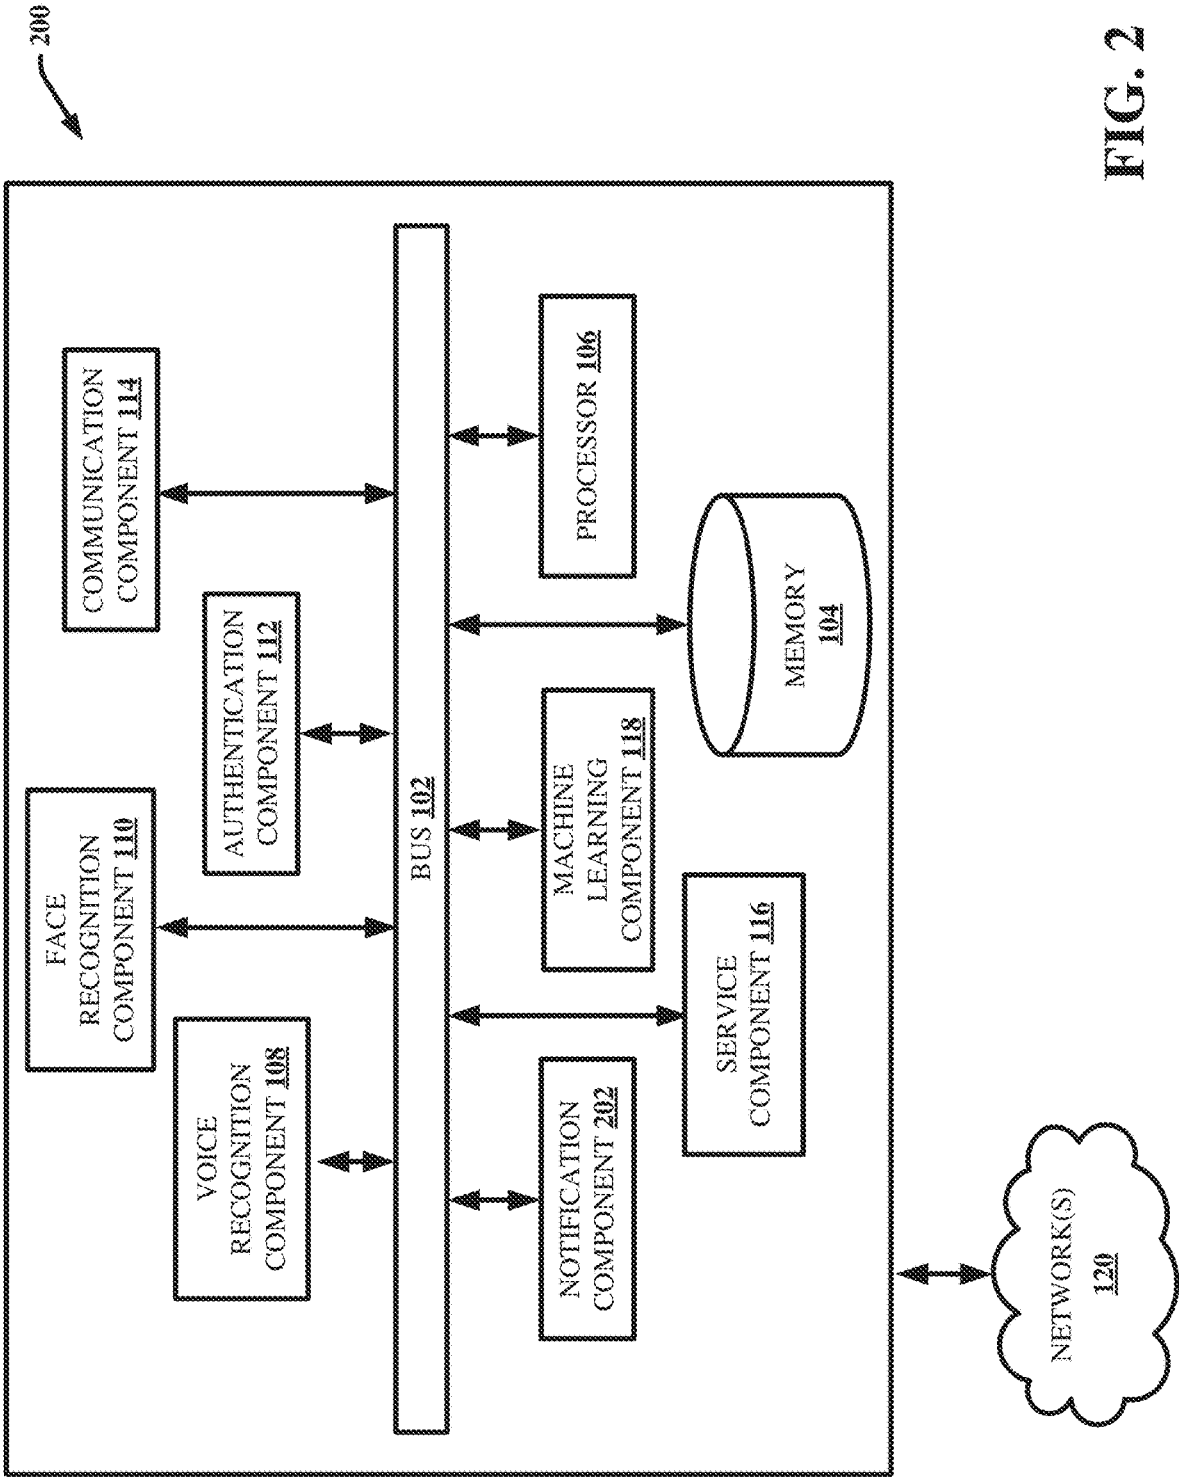 200
FACE
RECOGNITION
COMPONENT 110
COMMUNICATION
COMPONENT 114
VOICE
RECOGNITION
COMPONENT 108
AUTHENTICATION
COMPONENT 112
BUS 102
NOTIFICATION
COMPONENT 202
MACHINE
LEARNING
COMPONENT 118
PROCESSOR 106
SERVICE
COMPONENT 116
MEMORY
104
NETWORK(S)
120
FIG. 2